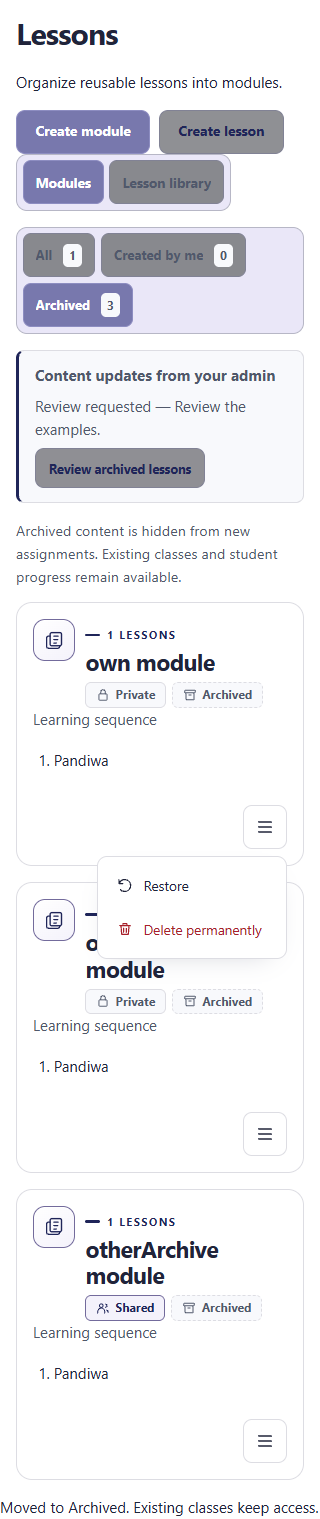 Lessons
Organize reusable lessons into modules.
Create module
Create lesson
Modules
Lesson library
All 1
Created by me 0
Archived 3
Content updates from your admin
Review requested — Review the
examples.
Review archived lessons
Archived content is hidden from new
assignments. Existing classes and student
progress remain available.
1 LESSONS
own module
Private
Archived
Learning sequence
1. Pandiwa
Restore
Delete permanently
module
Private
Archived
Learning sequence
1. Pandiwa
1 LESSONS
otherArchive
module
Shared
Archived
Learning sequence
1. Pandiwa
Moved to Archived. Existing classes keep access.